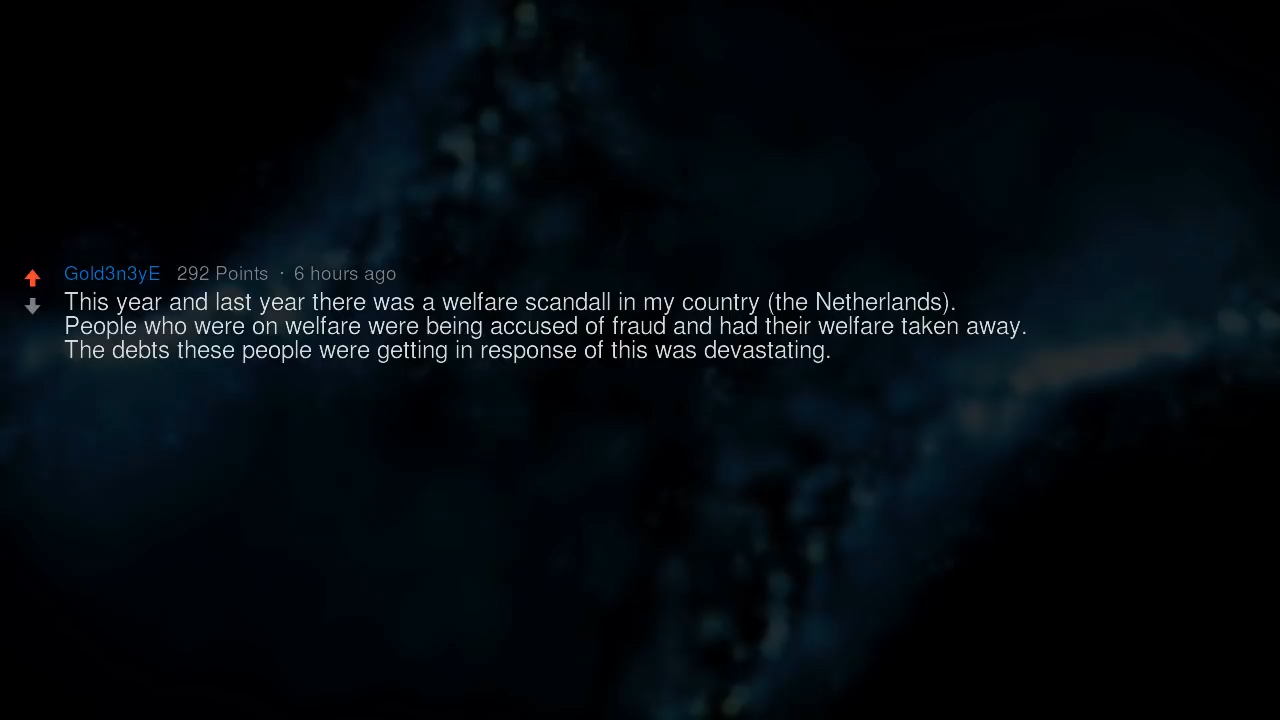 Gold3n3yE 292 Points · 6 hours ago
This year and last year there was a welfare scandall in my country (the Netherlands).
People who were on welfare were being accused of fraud and had their welfare taken away.
The debts these people were getting in response of this was devastating.